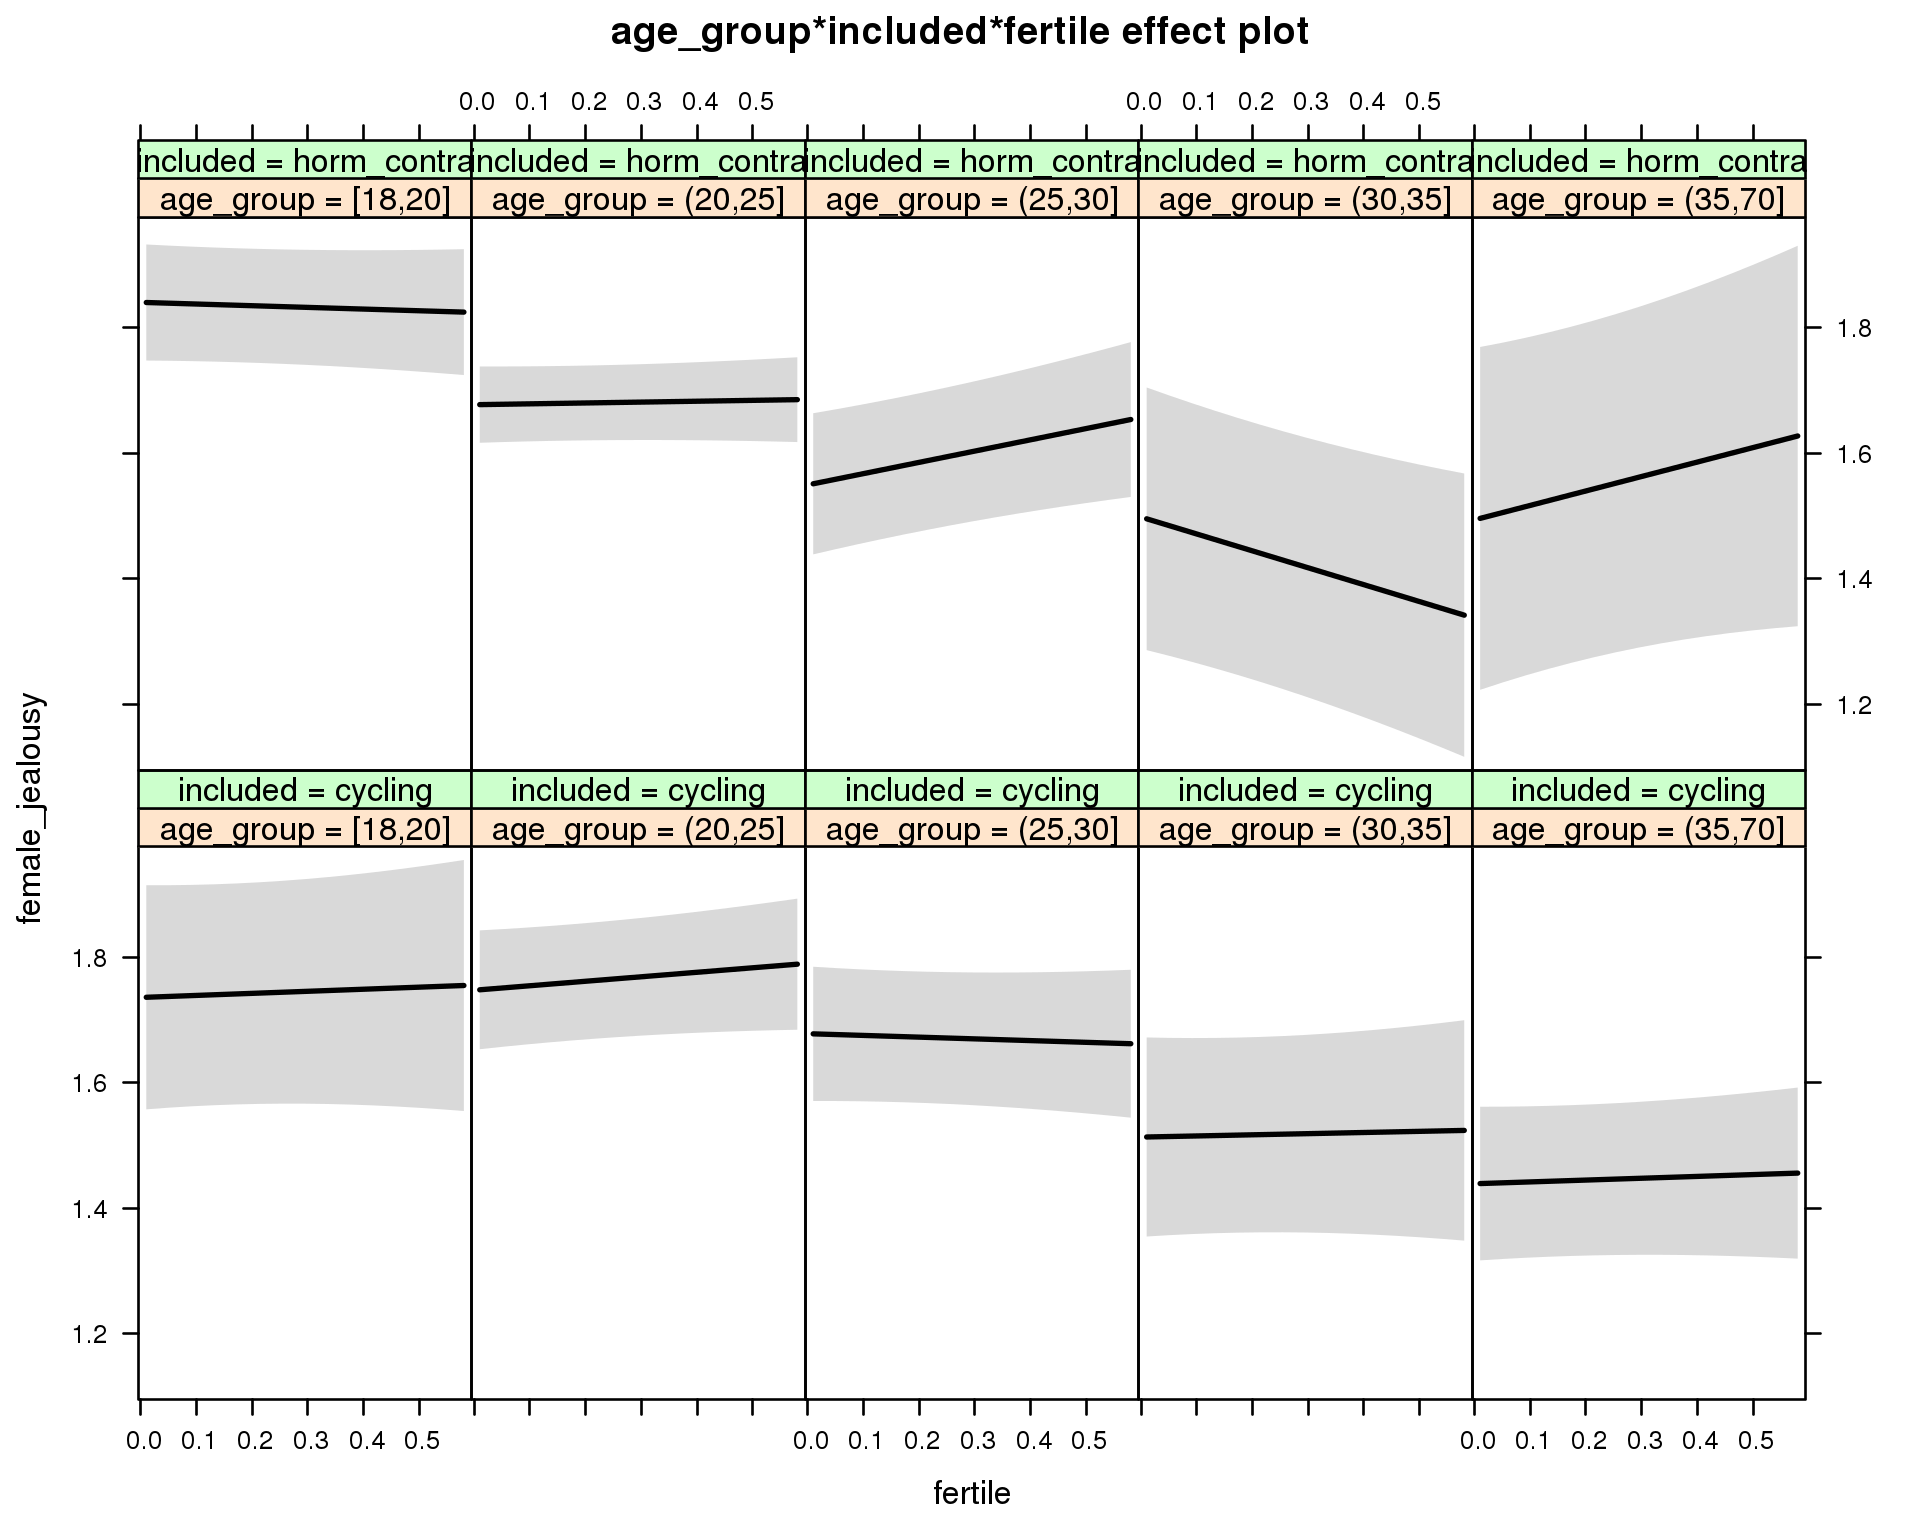 age_group*included*fertile effect plot
0.0 0.1 0.2 0.3 0.4 0.5 0.0 0.1 0.2 0.3 0.4 0.5
included = horm_contra included = horm_contra included = horm_contra included = horm_contra included = horm_contra
age_group = [18,20] age_group = (20,25] age_group = (25,30] age_group = (30,35] age_group = (35,70]
1.8
1.6
1.4
1.2
female_jealousy
included = cycling included = cycling included = cycling included = cycling included = cycling
age_group = [18,20] age_group = (20,25] age_group = (25,30] age_group = (30,35] age_group = (35,70]
1.8
1.6
1.4
1.2
0.0 0.1 0.2 0.3 0.4 0.5 0.0 0.1 0.2 0.3 0.4 0.5 0.0 0.1 0.2 0.3 0.4 0.5
fertile